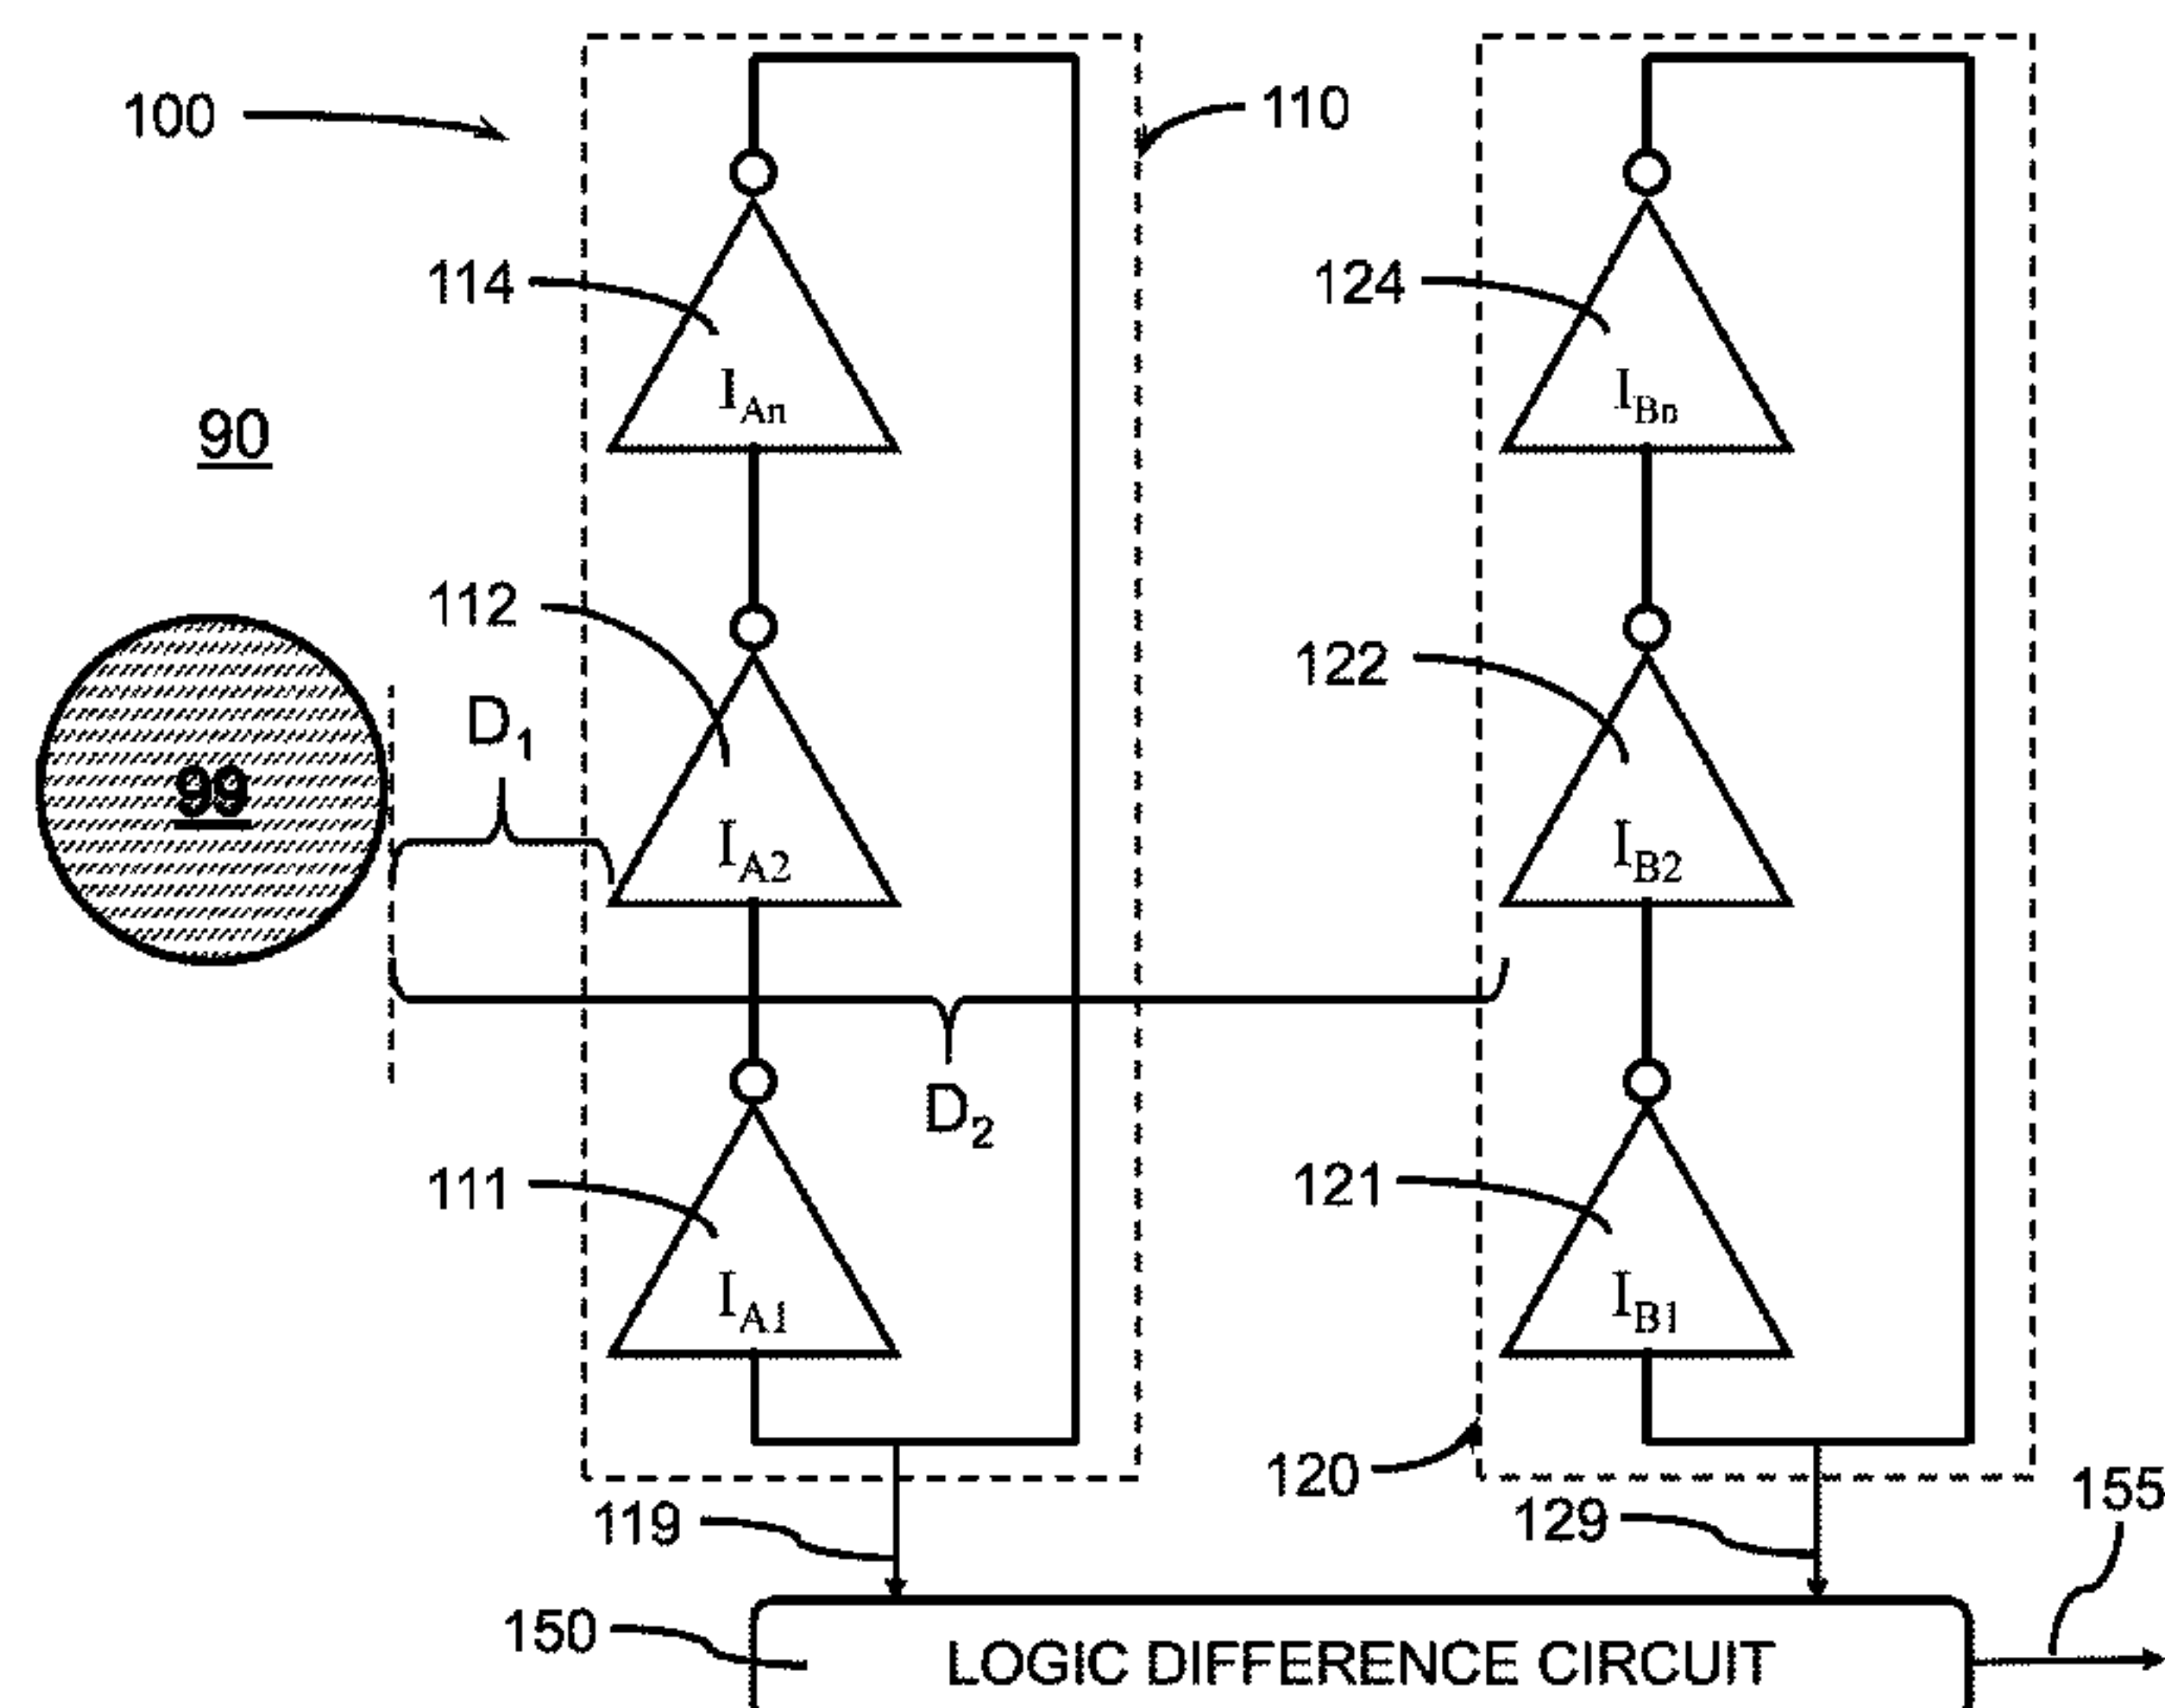 100
110
114
124
I_An
I_Bn
90
112
122
D_1
99
I_A2
I_B2
D_2
111
121
I_A1
I_B1
120
155
119
129
150
LOGIC DIFFERENCE CIRCUIT